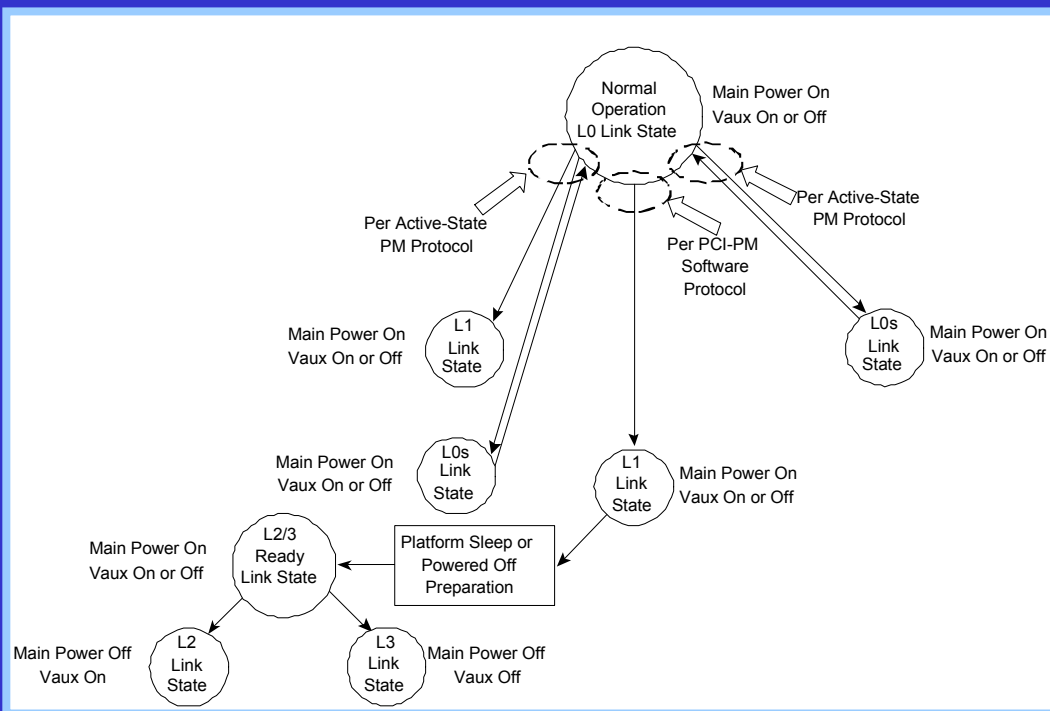 Normal
Operation
L0 Link State
Main Power On
Vaux On or Off
Per Active-State
PM Protocol
Per PCI-PM
Software
Protocol
Per Active-State
PM Protocol
Main Power On
Vaux On or Off
L1
Link
State
L0s
Link
State
Main Power On
Vaux On or Off
Main Power On
Vaux On or Off
L0s
Link
State
L1
Link
State
Main Power On
Vaux On or Off
Main Power On
Vaux On or Off
L2/3
Ready
Link State
Platform Sleep or
Powered Off
Preparation
Main Power Off
Vaux On
L2
Link
State
L3
Link
State
Main Power Off
Vaux Off